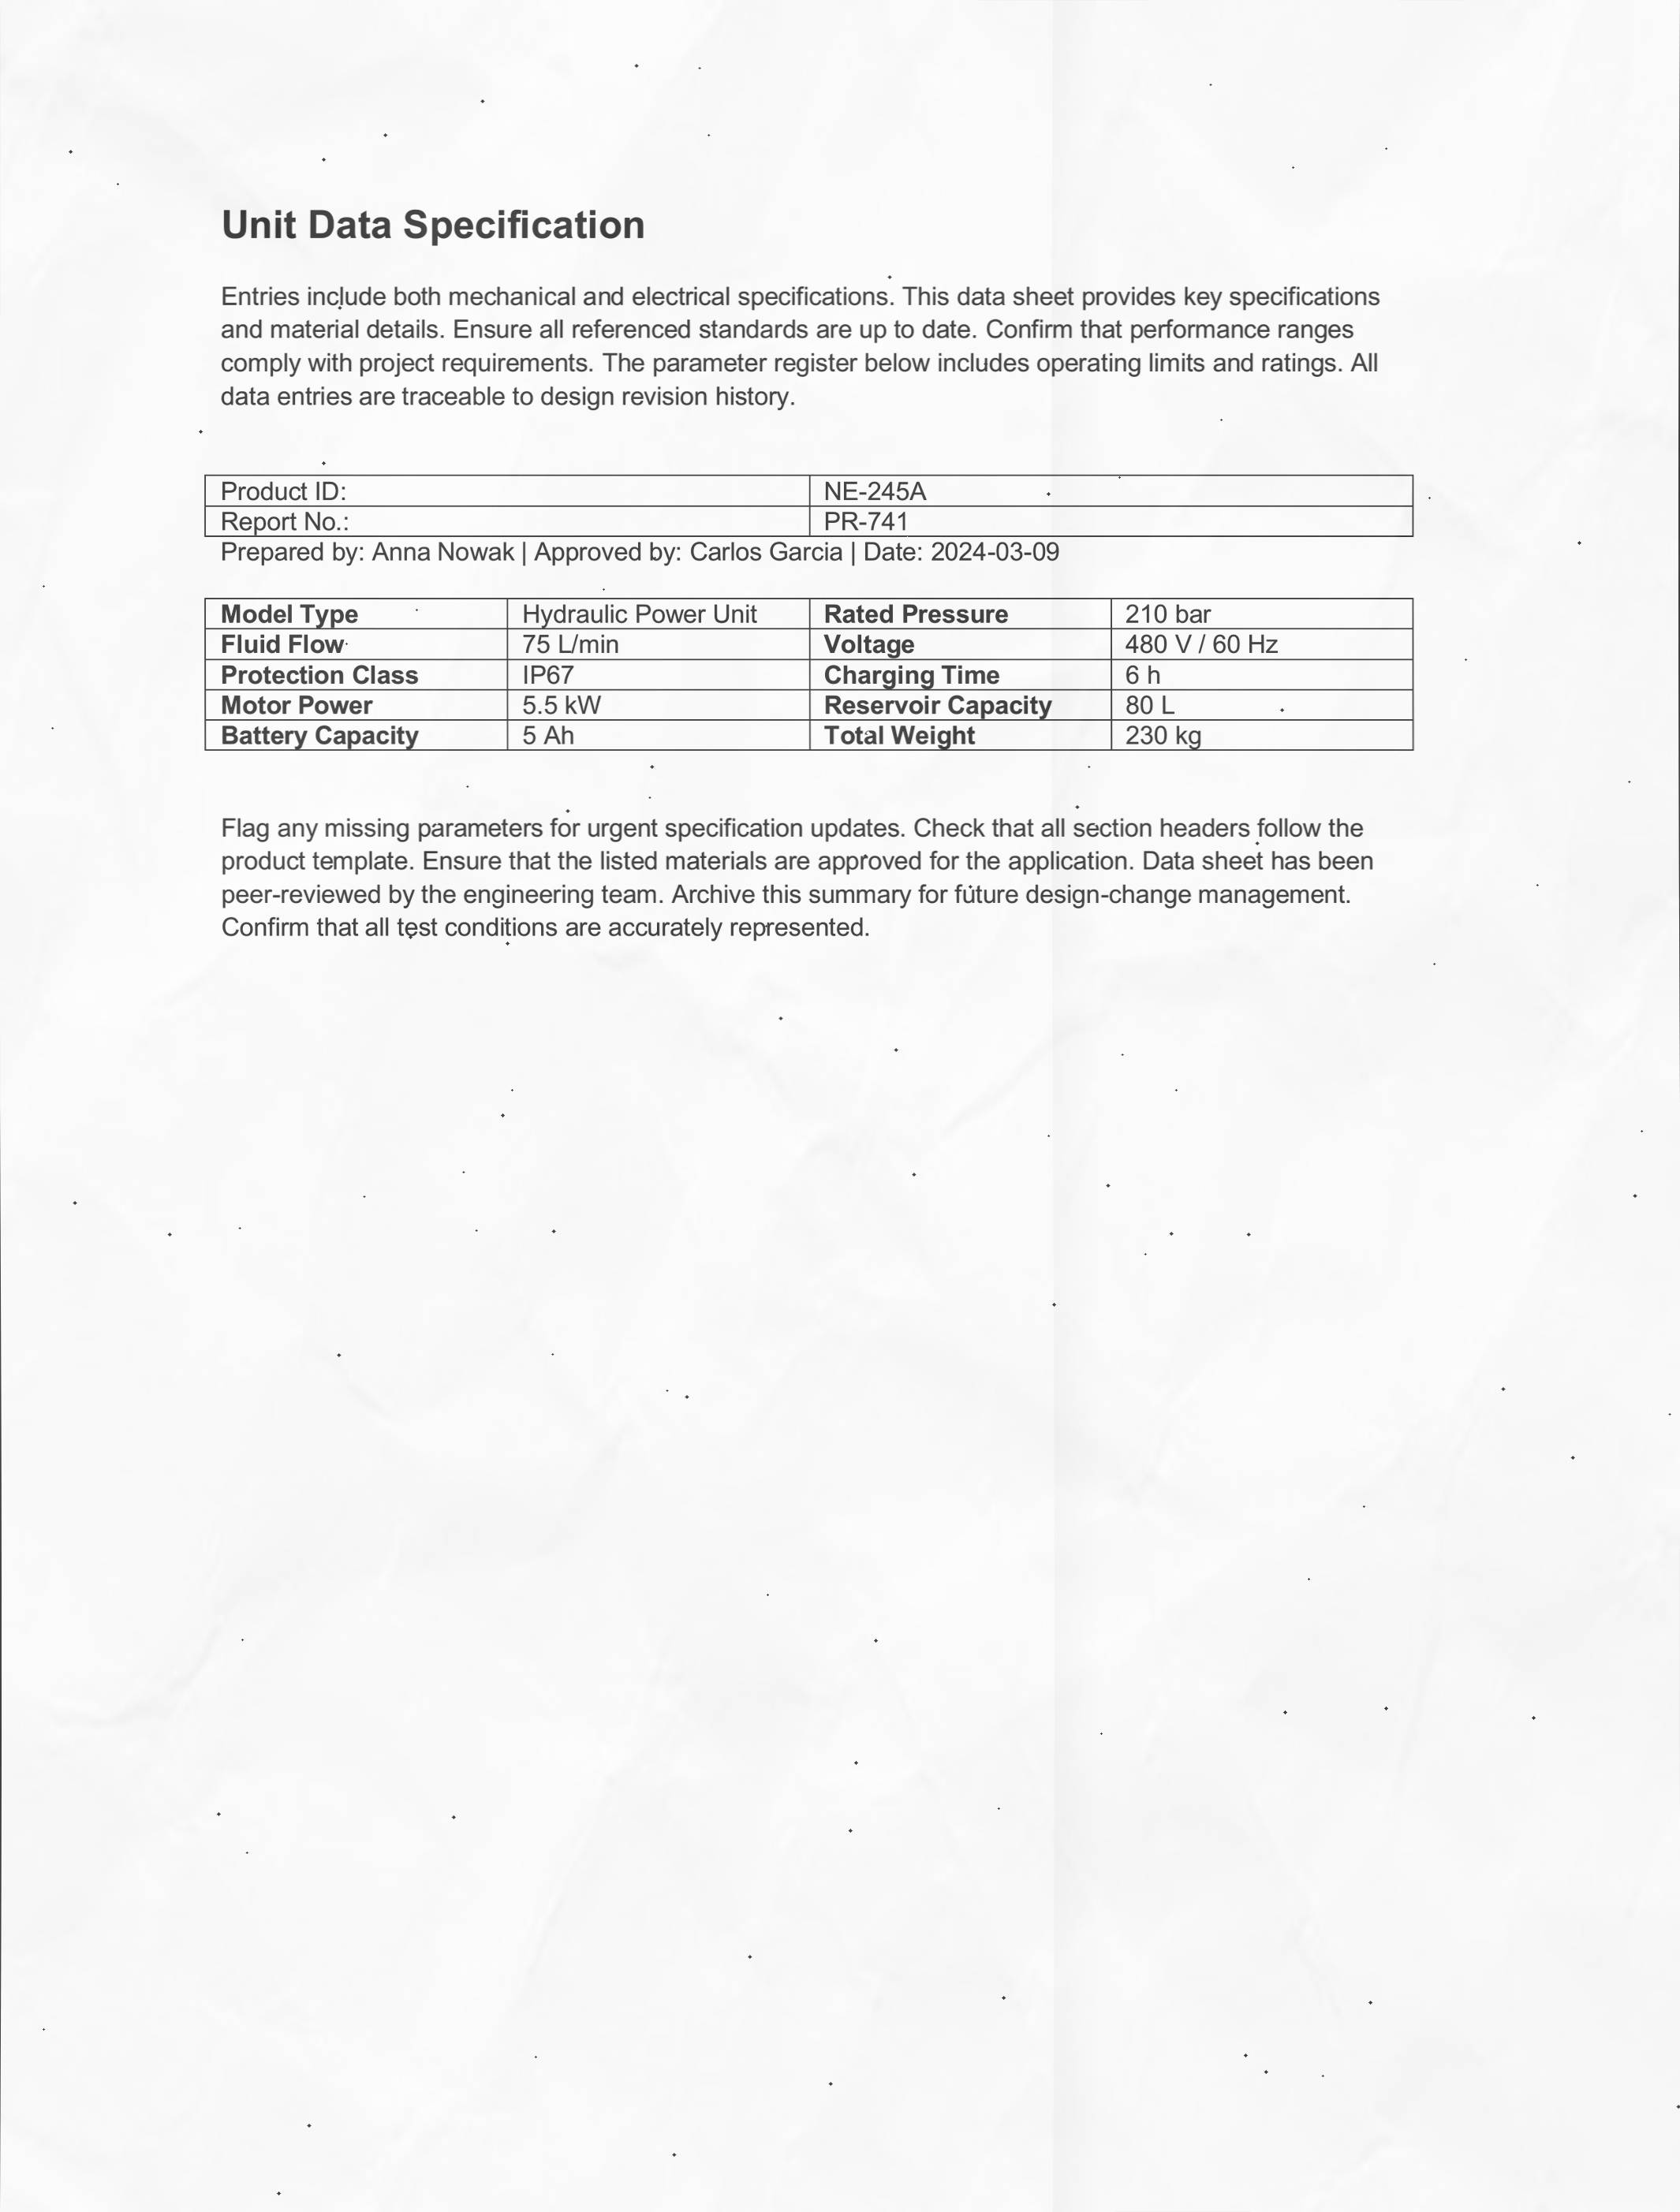 Unit Data Specification
Entries include both mechanical and electrical specifications. This data sheet provides key specifications
and material details. Ensure all referenced standards are up to date. Confirm that performance ranges
comply with project requirements. The parameter register below includes operating limits and ratings. All
data entries are traceable to design revision history.
Product ID: NE-245A
Report No.: PR-741
Prepared by: Anna Nowak | Approved by: Carlos Garcia | Date: 2024-03-09
Model Type Hydraulic Power Unit Rated Pressure 210 bar
Fluid Flow 75 L/min Voltage 480 V / 60 Hz
Protection Class IP67 Charging Time 6 h
Motor Power 5.5 kW Reservoir Capacity 80 L
Battery Capacity 5 Ah Total Weight 230 kg
Flag any missing parameters for urgent specification updates. Check that all section headers follow the
product template. Ensure that the listed materials are approved for the application. Data sheet has been
peer-reviewed by the engineering team. Archive this summary for future design-change management.
Confirm that all test conditions are accurately represented.